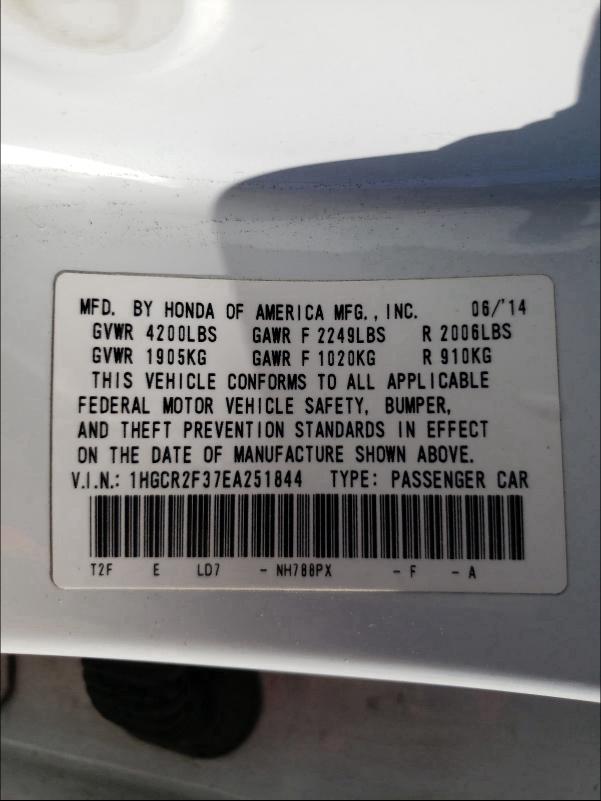 MFD. BY HONDA OF AMERICA MFG., INC. 06/'14
GVWR 4200LBS GAWR F 2249LBS R 2006LBS
GVWR 1905KG GAWR F 1020KG R 910KG
THIS VEHICLE CONFORMS TO ALL APPLICABLE
FEDERAL MOTOR VEHICLE SAFETY, BUMPER,
AND THEFT PREVENTION STANDARDS IN EFFECT
ON THE DATE OF MANUFACTURE SHOWN ABOVE.
V.I.N.: 1HGCR2F37EA251844 TYPE: PASSENGER CAR
T2F E LD7 - NH788PX - F - A